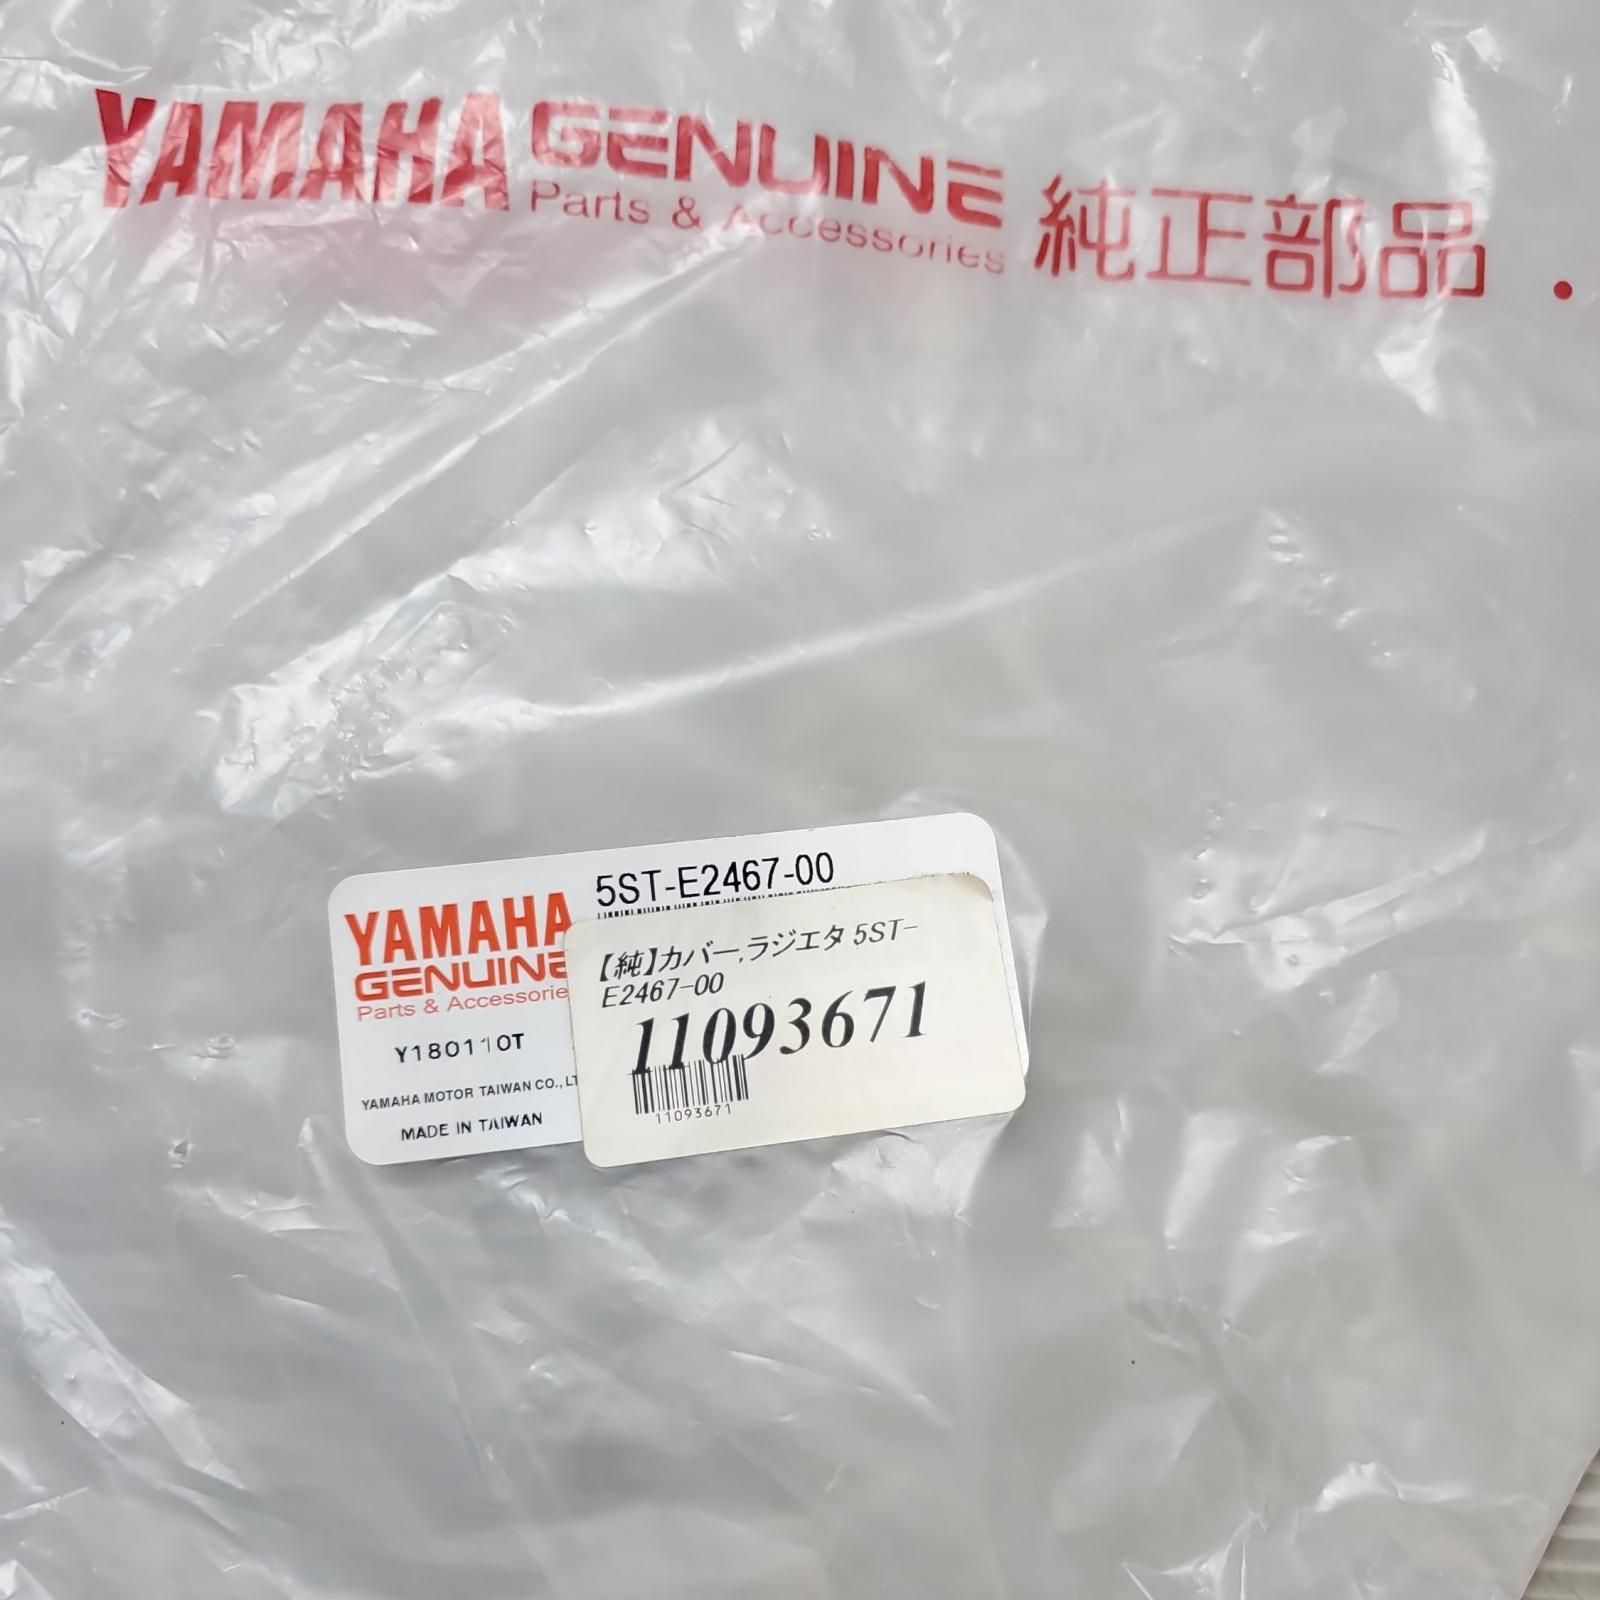 YAMAHA GENUINE
Parts & Accessories
純正部品
5ST-E2467-00
YAMAHA
GENUINE
Parts & Accessorie
Y180110T
YAMAHA MOTOR TAIWAN CO., LT
MADE IN TAIWAN
【純】カバー,ラジエタ 5ST-
E2467-00
11093671
11093671